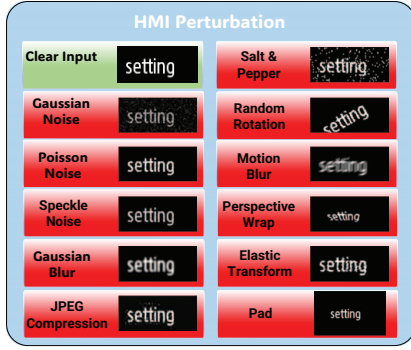 HMI Perturbation
Clear Input
setting
Gaussian
Noise
setting
Poisson
Noise
setting
Speckle
Noise
setting
Gaussian
Blur
setting
JPEG
Compression
setting
Salt &
Pepper
setting
Random
Rotation
setting
Motion
Blur
setting
Perspective
Wrap
setting
Elastic
Transform
setting
Pad
setting